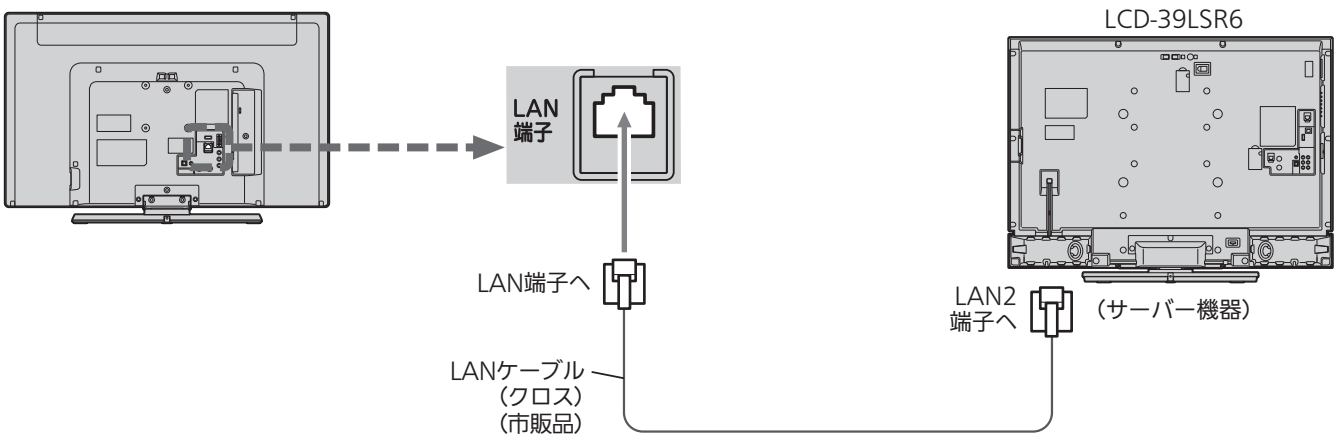 LCD-39LSR6
LAN
端子
LAN端子へ
LAN2
端子へ
（サーバー機器）
LANケーブル
（クロス）
（市販品）